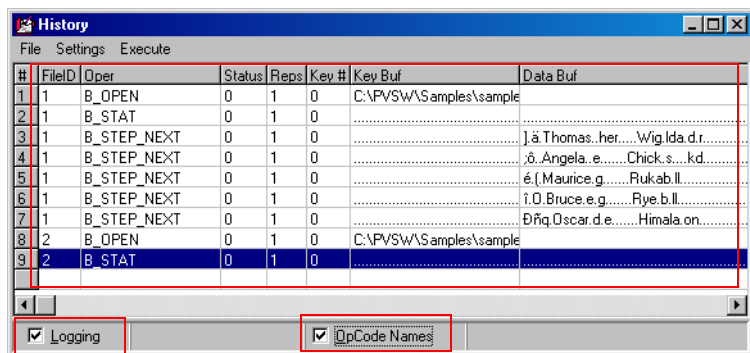 History
File Settings Execute
# FileID Oper Status Reps Key # Key Buf Data Buf
1 1 B_OPEN 0 1 0 C:\PVSW\Samples\sample
2 1 B_STAT 0 1 0 ........................................ ........................................
3 1 B_STEP_NEXT 0 1 0 ........................................ ].ä.Thomas..her.....Wig.lda.d.r............
4 1 B_STEP_NEXT 0 1 0 ........................................ ;ô..Angela..e.......Chick.s....kd............
5 1 B_STEP_NEXT 0 1 0 ........................................ é.(.Maurice.g.......Rukab.ll............
6 1 B_STEP_NEXT 0 1 0 ........................................ î.0.Bruce.e.g.......Rye.b.ll............
7 1 B_STEP_NEXT 0 1 0 ........................................ Ðñq.Oscar.d.e.......Himala.on............
8 2 B_OPEN 0 1 0 C:\PVSW\Samples\sample
9 2 B_STAT 0 1 0 ........................................ ........................................
Logging OpCode Names